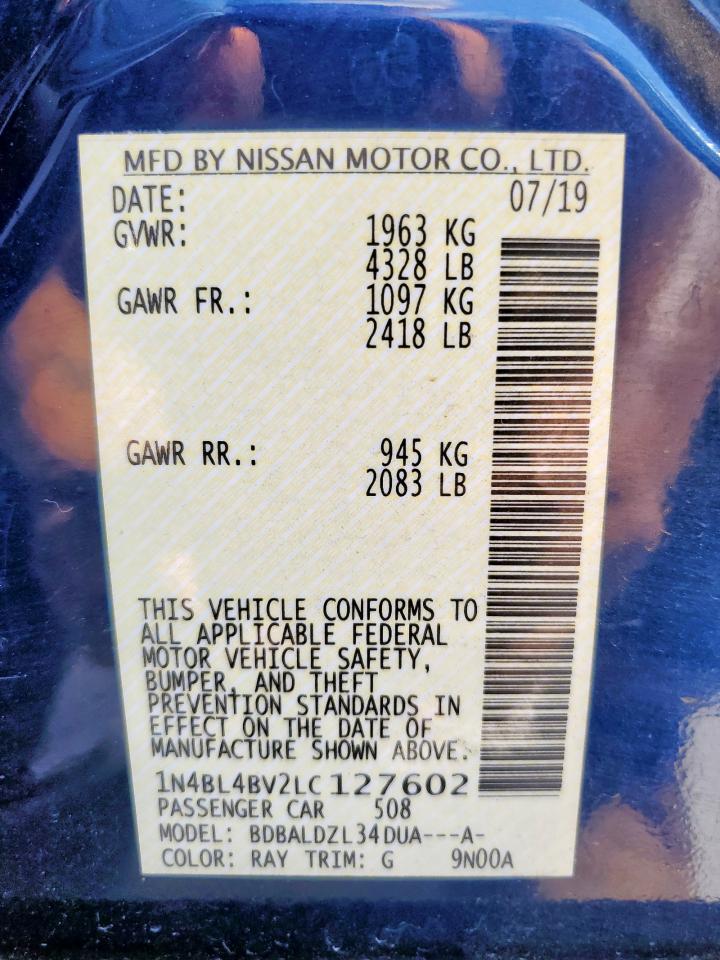 MFD BY NISSAN MOTOR CO., LTD.
DATE: 07/19
GVWR: 1963 KG
4328 LB
GAWR FR.: 1097 KG
2418 LB
GAWR RR.: 945 KG
2083 LB
THIS VEHICLE CONFORMS TO
ALL APPLICABLE FEDERAL
MOTOR VEHICLE SAFETY,
BUMPER, AND THEFT
PREVENTION STANDARDS IN
EFFECT ON THE DATE OF
MANUFACTURE SHOWN ABOVE.
1N4BL4BV2LC127602
PASSENGER CAR 508
MODEL: BDBALDZL34DUA---A-
COLOR: RAY TRIM: G 9N00A